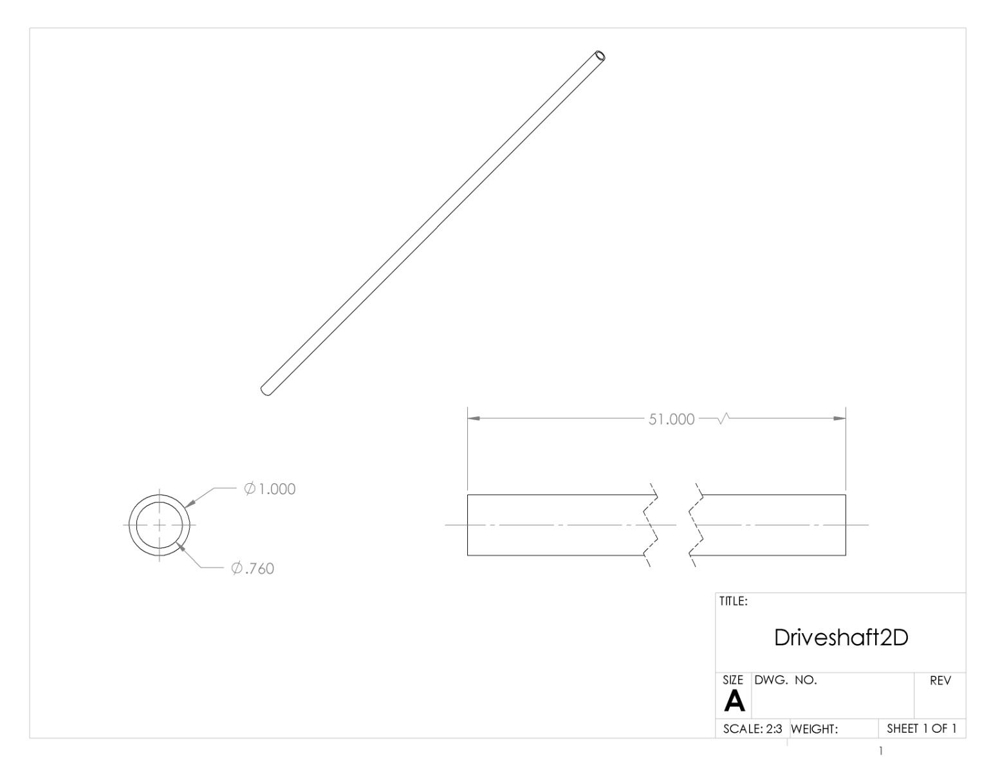 51.000
⌀1.000
⌀.760
TITLE:
Driveshaft2D
SIZE DWG. NO. REV
A
SCALE: 2:3 WEIGHT: SHEET 1 OF 1
1